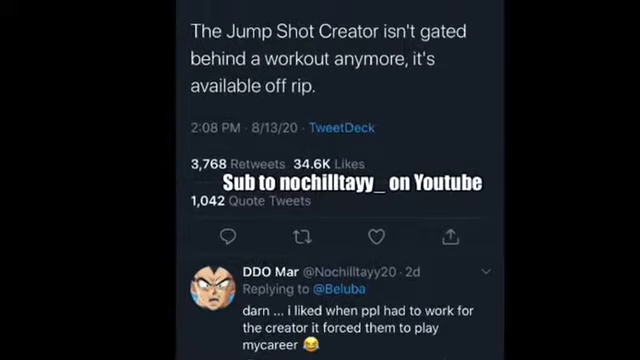 The Jump Shot Creator isn't gated
behind a workout anymore, it's
available off rip.
2:08 PM · 8/13/20 · TweetDeck
3,768 Retweets 34.6K Likes
Sub to nochilltayy_ on Youtube
1,042 Quote Tweets
DDO Mar @Nochilltayy20 · 2d
Replying to @Beluba
darn ... i liked when ppl had to work for
the creator it forced them to play
mycareer 😂